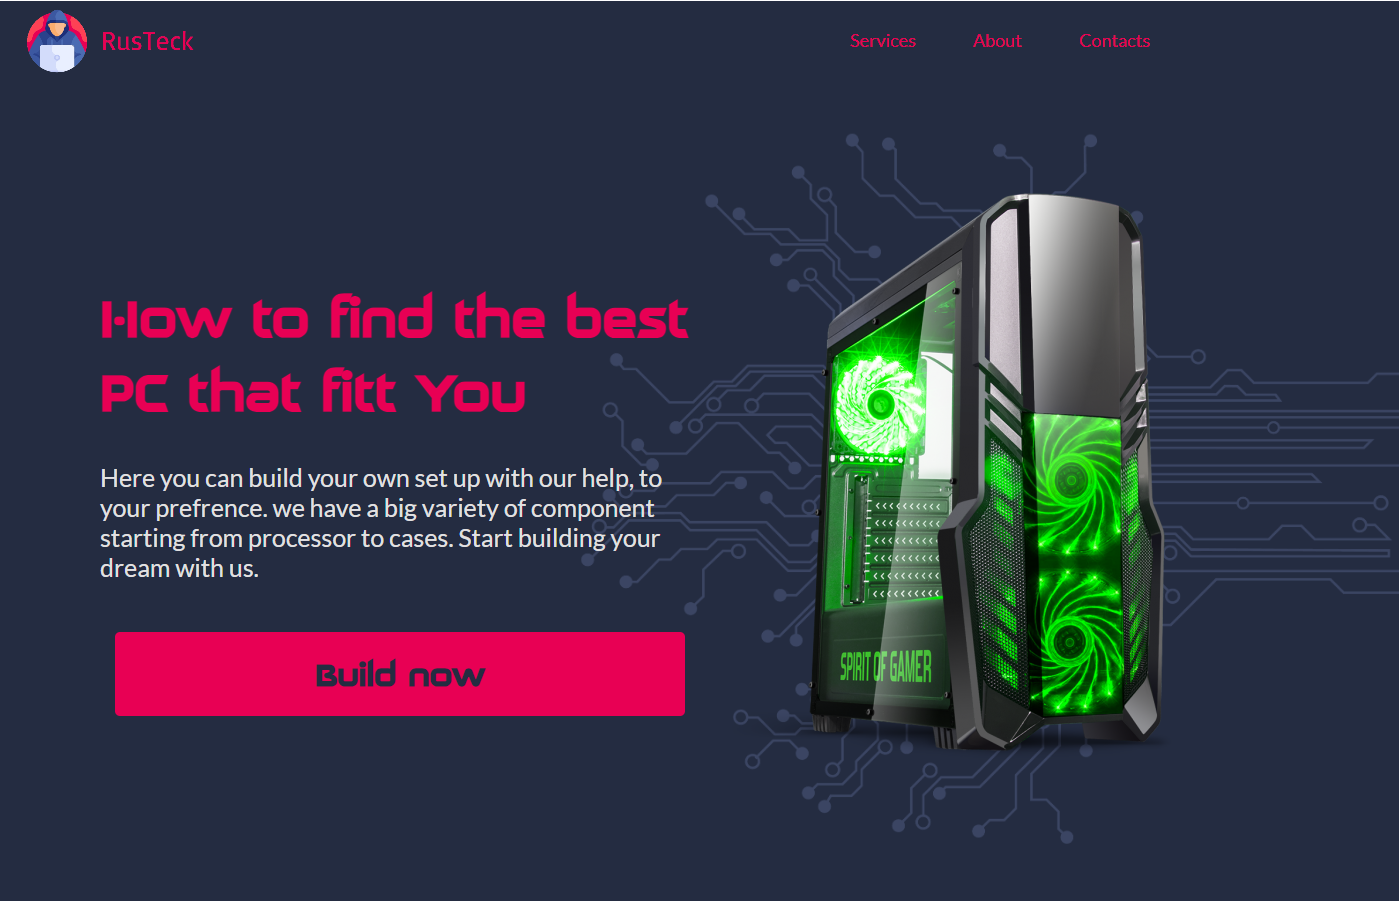 RusTeck
Services
About
Contacts
How to find the best
PC that fitt You
Here you can build your own set up with our help, to
your prefrence. we have a big variety of component
starting from processor to cases. Start building your
dream with us.
Build now
SPIRIT OF GAMER